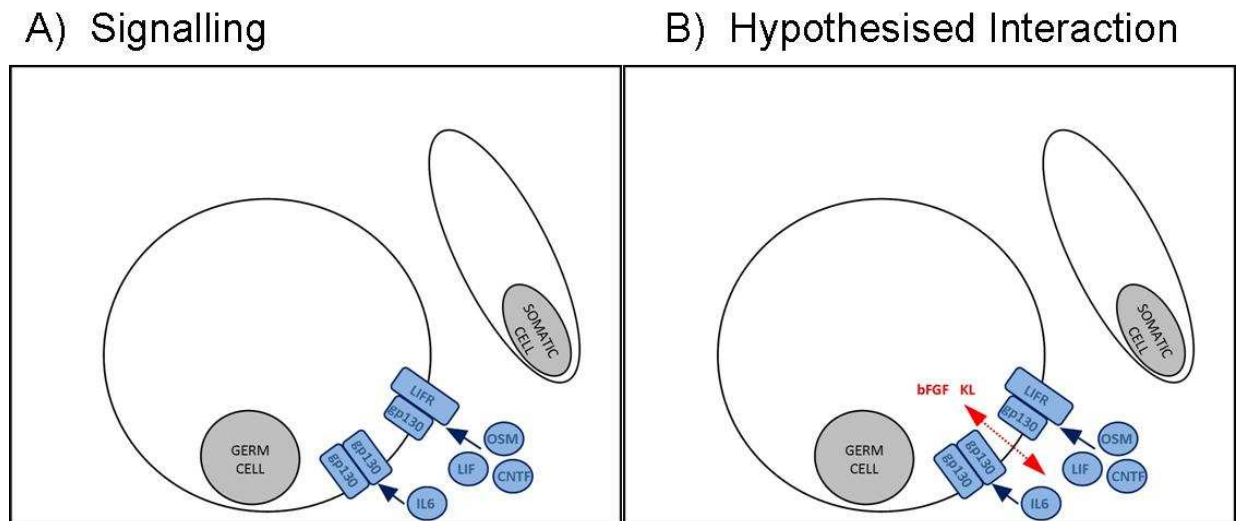 A) Signalling
B) Hypothesised Interaction
SOMATIC
CELL
LIFR
gp130
OSM
gp130
gp130
LIF
CNTF
IL6
GERM
CELL
SOMATIC
CELL
bFGF KL
LIFR
gp130
OSM
gp130
gp130
LIF
CNTF
IL6
GERM
CELL